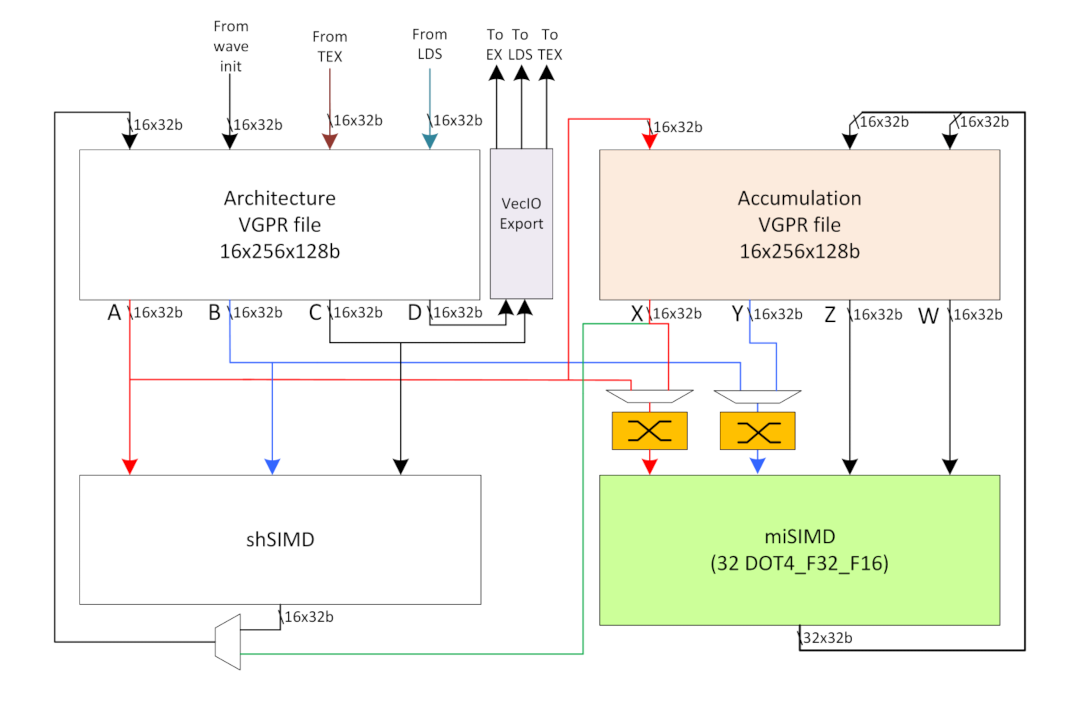 From
wave
init
From
TEX
From
LDS
To To To
EX LDS TEX
16x32b 16x32b 16x32b 16x32b 16x32b 16x32b 16x32b
Architecture
VGPR file
16x256x128b
VecIO
Export
Accumulation
VGPR file
16x256x128b
A 16x32b B 16x32b C 16x32b D 16x32b X 16x32b Y 16x32b Z 16x32b W 16x32b
shSIMD
miSIMD
(32 DOT4_F32_F16)
16x32b
32x32b